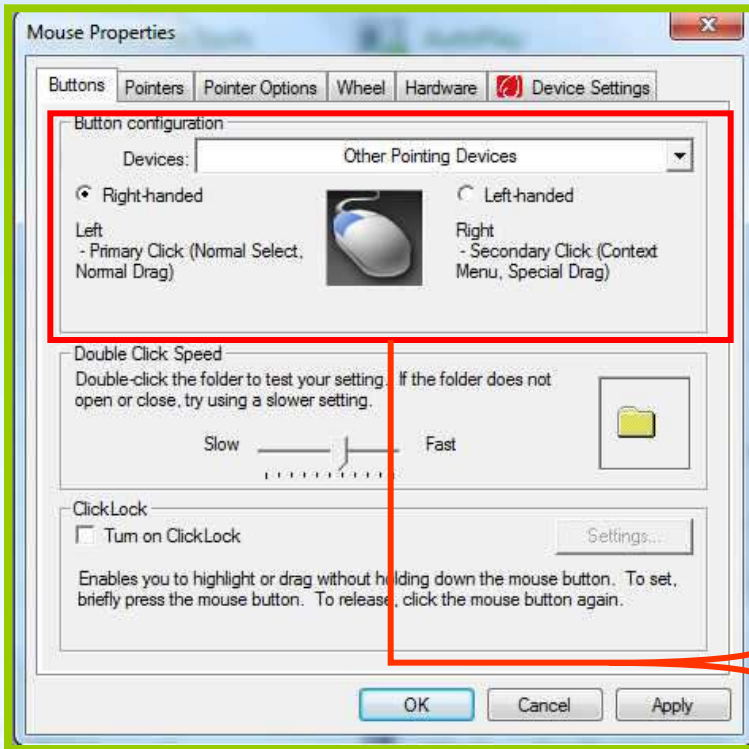 Mouse Properties
Buttons Pointers Pointer Options Wheel Hardware Device Settings
Button configuration
Devices: Other Pointing Devices
Right-handed
Left-handed
Left
- Primary Click (Normal Select,
Normal Drag)
Right
- Secondary Click (Context
Menu, Special Drag)
Double Click Speed
Double-click the folder to test your setting. If the folder does not
open or close, try using a slower setting.
Slow Fast
ClickLock
Turn on ClickLock
Settings...
Enables you to highlight or drag without holding down the mouse button. To set,
briefly press the mouse button. To release, click the mouse button again.
OK Cancel Apply